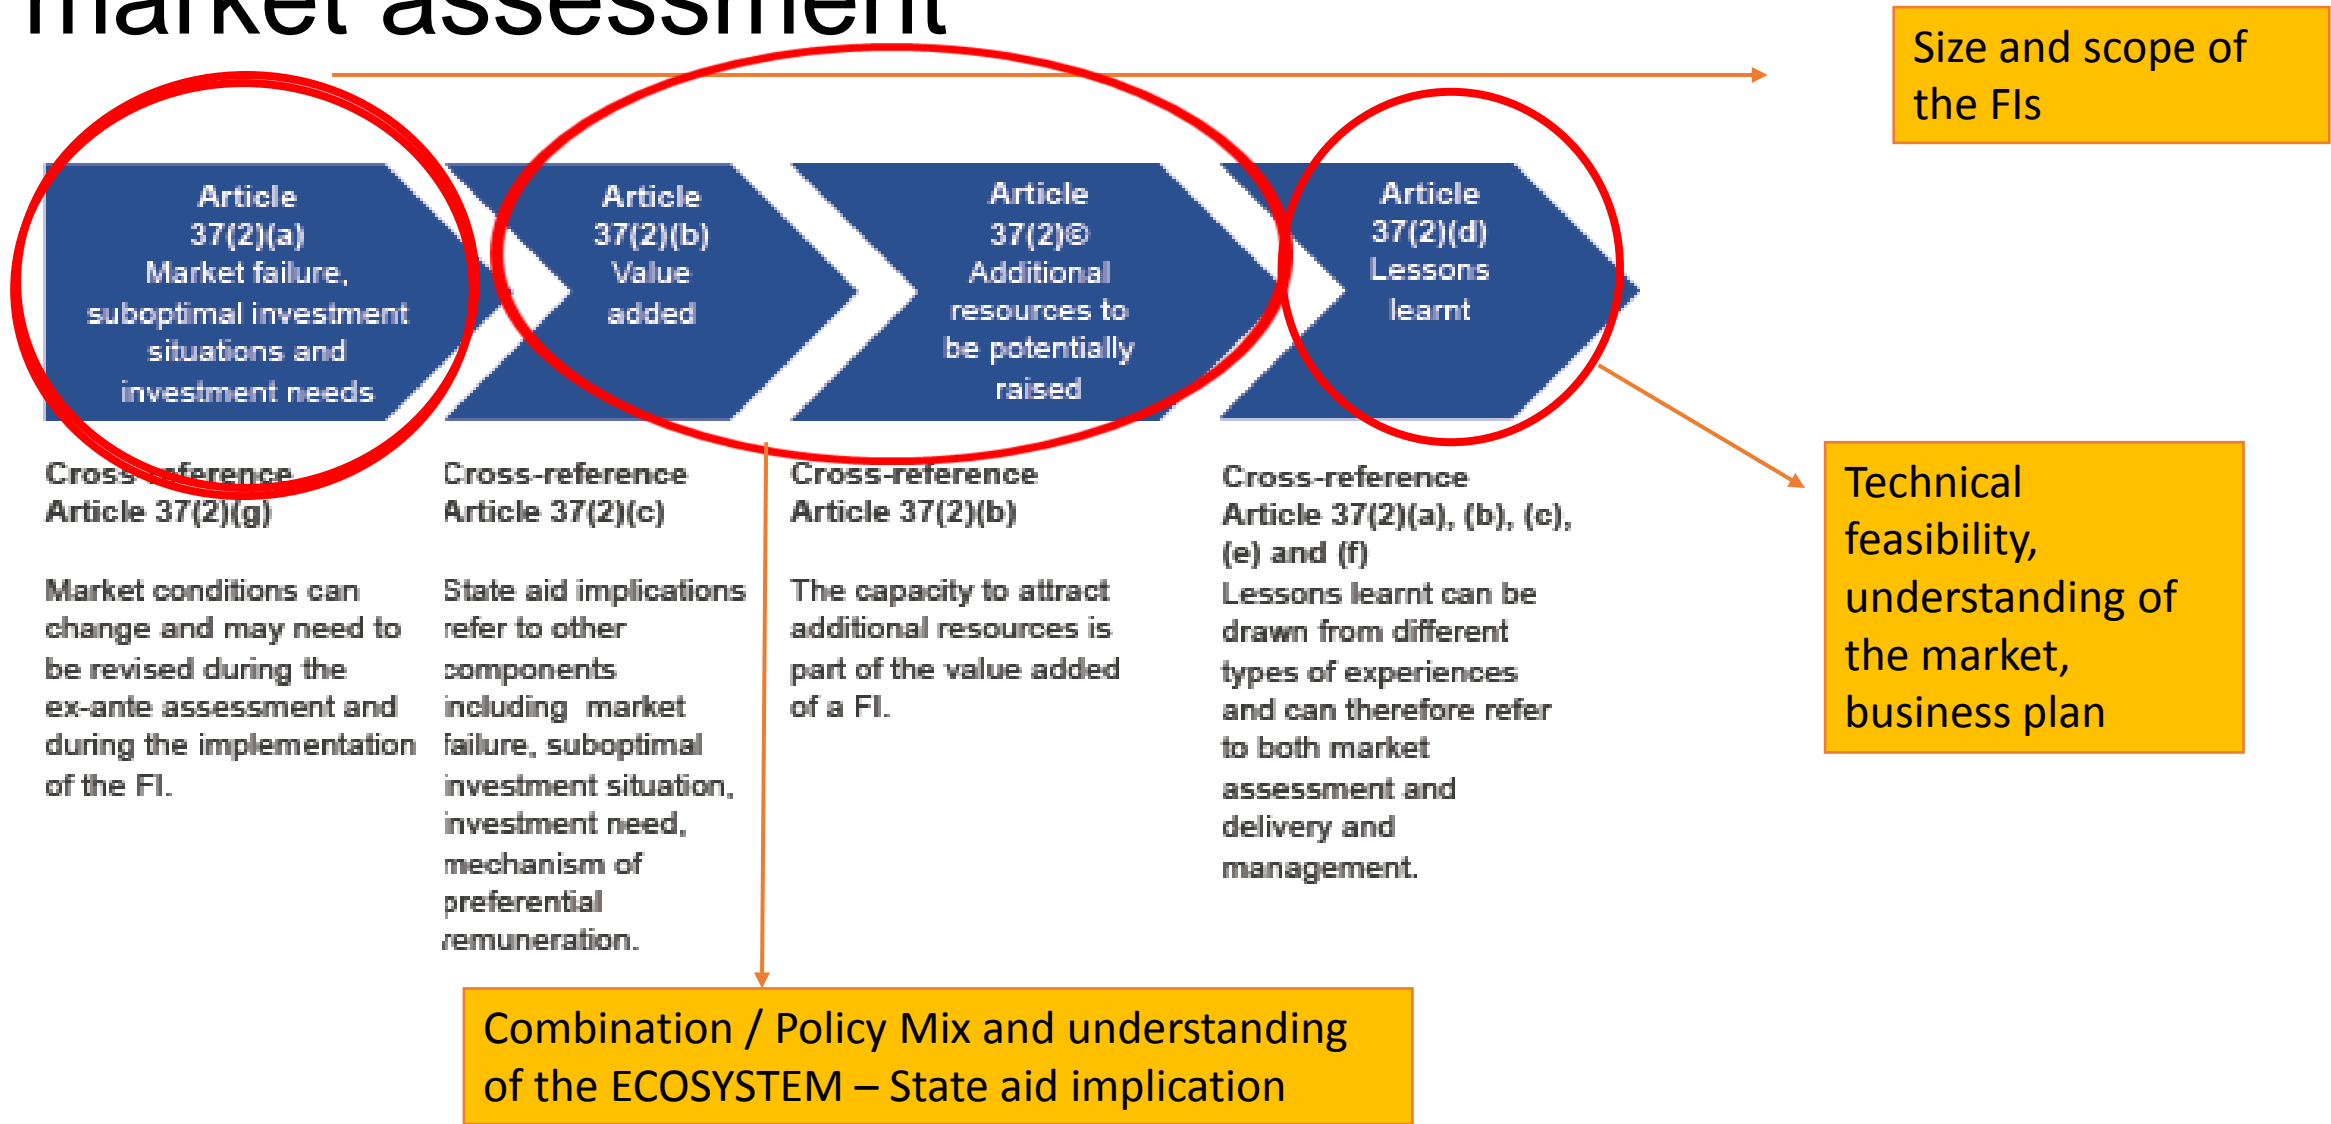 market assessment
Size and scope of
the FIs
Article
37(2)(a)
Market failure,
suboptimal investment
situations and
investment needs
Article
37(2)(b)
Value
added
Article
37(2)©
Additional
resources to
be potentially
raised
Article
37(2)(d)
Lessons
learnt
Cross-reference
Article 37(2)(g)
Market conditions can
change and may need to
be revised during the
ex-ante assessment and
during the implementation
of the FI.
Cross-reference
Article 37(2)(c)
State aid implications
refer to other
components
including market
failure, suboptimal
investment situation,
investment need,
mechanism of
preferential
remuneration.
Cross-reference
Article 37(2)(b)
The capacity to attract
additional resources is
part of the value added
of a FI.
Cross-reference
Article 37(2)(a), (b), (c),
(e) and (f)
Lessons learnt can be
drawn from different
types of experiences
and can therefore refer
to both market
assessment and
delivery and
management.
Technical
feasibility,
understanding of
the market,
business plan
Combination / Policy Mix and understanding
of the ECOSYSTEM – State aid implication